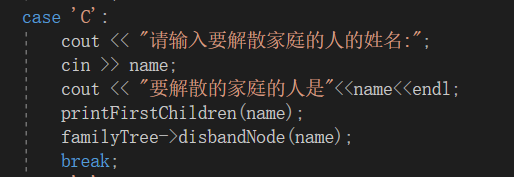 case 'C':
cout << "请输入要解散家庭的人的姓名:";
cin >> name;
cout << "要解散的家庭的人是"<<name<<endl;
printFirstChildren(name);
familyTree->disbandNode(name);
break;